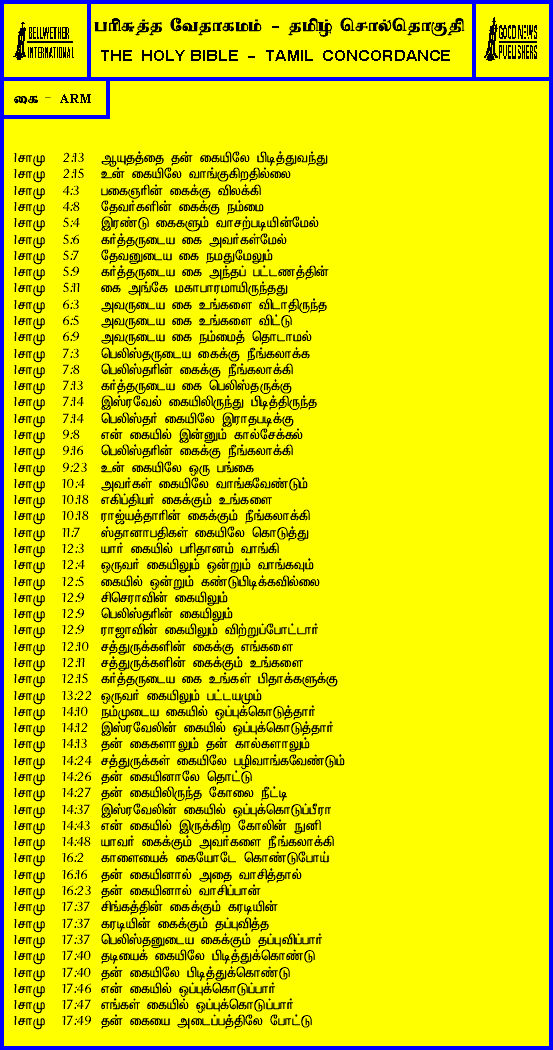 BELLWETHER
INTERNATIONAL
பரிசுத்த வேதாகமம் - தமிழ் சொல்தொகுதி
THE HOLY BIBLE - TAMIL CONCORDANCE
GOOD NEWS
PUBLISHERS
கை - ARM
1சாமு 2:13 ஆயுதத்தை தன் கையிலே பிடித்துவந்து
1சாமு 2:15 உன் கையிலே வாங்குகிறதில்லை
1சாமு 4:3 பகைஞரின் கைக்கு விலக்கி
1சாமு 4:8 தேவர்களின் கைக்கு நம்மை
1சாமு 5:4 இரண்டு கைகளும் வாசற்படியின்மேல்
1சாமு 5:6 கர்த்தருடைய கை அவர்கள்மேல்
1சாமு 5:7 தேவனுடைய கை நமதுமேலும்
1சாமு 5:9 கர்த்தருடைய கை அந்தப் பட்டணத்தின்
1சாமு 5:11 கை அங்கே மகாபாரமாயிருந்தது
1சாமு 6:3 அவருடைய கை உங்களை விடாதிருந்த
1சாமு 6:5 அவருடைய கை உங்களை விட்டு
1சாமு 6:9 அவருடைய கை நம்மைத் தொடாமல்
1சாமு 7:3 பெலிஸ்தருடைய கைக்கு நீங்கலாக்க
1சாமு 7:8 பெலிஸ்தரின் கைக்கு நீங்கலாக்கி
1சாமு 7:13 கர்த்தருடைய கை பெலிஸ்தருக்கு
1சாமு 7:14 இஸ்ரவேல் கையிலிருந்து பிடித்திருந்த
1சாமு 7:14 பெலிஸ்தர் கையிலே இராதபடிக்கு
1சாமு 9:8 என் கையில் இன்னும் கால்சேக்கல்
1சாமு 9:16 பெலிஸ்தரின் கைக்கு நீங்கலாக்கி
1சாமு 9:23 உன் கையிலே ஒரு பங்கை
1சாமு 10:4 அவர்கள் கையிலே வாங்கவேண்டும்
1சாமு 10:18 எகிப்தியர் கைக்கும் உங்களை
1சாமு 10:18 ராஜ்யத்தாரின் கைக்கும் நீங்கலாக்கி
1சாமு 11:7 ஸ்தானாபதிகள் கையிலே கொடுத்து
1சாமு 12:3 யார் கையில் பரிதானம் வாங்கி
1சாமு 12:4 ஒருவர் கையிலும் ஒன்றும் வாங்கவும்
1சாமு 12:5 கையில் ஒன்றும் கண்டுபிடிக்கவில்லை
1சாமு 12:9 சிசெராவின் கையிலும்
1சாமு 12:9 பெலிஸ்தரின் கையிலும்
1சாமு 12:9 ராஜாவின் கையிலும் விற்றுப்போட்டார்
1சாமு 12:10 சத்துருக்களின் கைக்கு எங்களை
1சாமு 12:11 சத்துருக்களின் கைக்கும் உங்களை
1சாமு 12:15 கர்த்தருடைய கை உங்கள் பிதாக்களுக்கு
1சாமு 13:22 ஒருவர் கையிலும் பட்டயமும்
1சாமு 14:10 நம்முடைய கையில் ஒப்புக்கொடுத்தார்
1சாமு 14:12 இஸ்ரவேலின் கையில் ஒப்புக்கொடுத்தார்
1சாமு 14:13 தன் கைகளாலும் தன் கால்களாலும்
1சாமு 14:24 சத்துருக்கள் கையிலே பழிவாங்கவேண்டும்
1சாமு 14:26 தன் கையினாலே தொட்டு
1சாமு 14:27 தன் கையிலிருந்த கோலை நீட்டி
1சாமு 14:37 இஸ்ரவேலின் கையில் ஒப்புக்கொடுப்பீரா
1சாமு 14:43 என் கையில் இருக்கிற கோலின் நுனி
1சாமு 14:48 யாவர் கைக்கும் அவர்களை நீங்கலாக்கி
1சாமு 16:2 காளையைக் கையோடே கொண்டுபோய்
1சாமு 16:16 தன் கையினால் அதை வாசித்தால்
1சாமு 16:23 தன் கையினால் வாசிப்பான்
1சாமு 17:37 சிங்கத்தின் கைக்கும் கரடியின்
1சாமு 17:37 கரடியின் கைக்கும் தப்புவித்த
1சாமு 17:37 பெலிஸ்தனுடைய கைக்கும் தப்புவிப்பார்
1சாமு 17:40 தடியைக் கையிலே பிடித்துக்கொண்டு
1சாமு 17:40 தன் கையிலே பிடித்துக்கொண்டு
1சாமு 17:46 என் கையில் ஒப்புக்கொடுப்பார்
1சாமு 17:47 எங்கள் கையில் ஒப்புக்கொடுப்பார்
1சாமு 17:49 தன் கையை அடைப்பத்திலே போட்டு